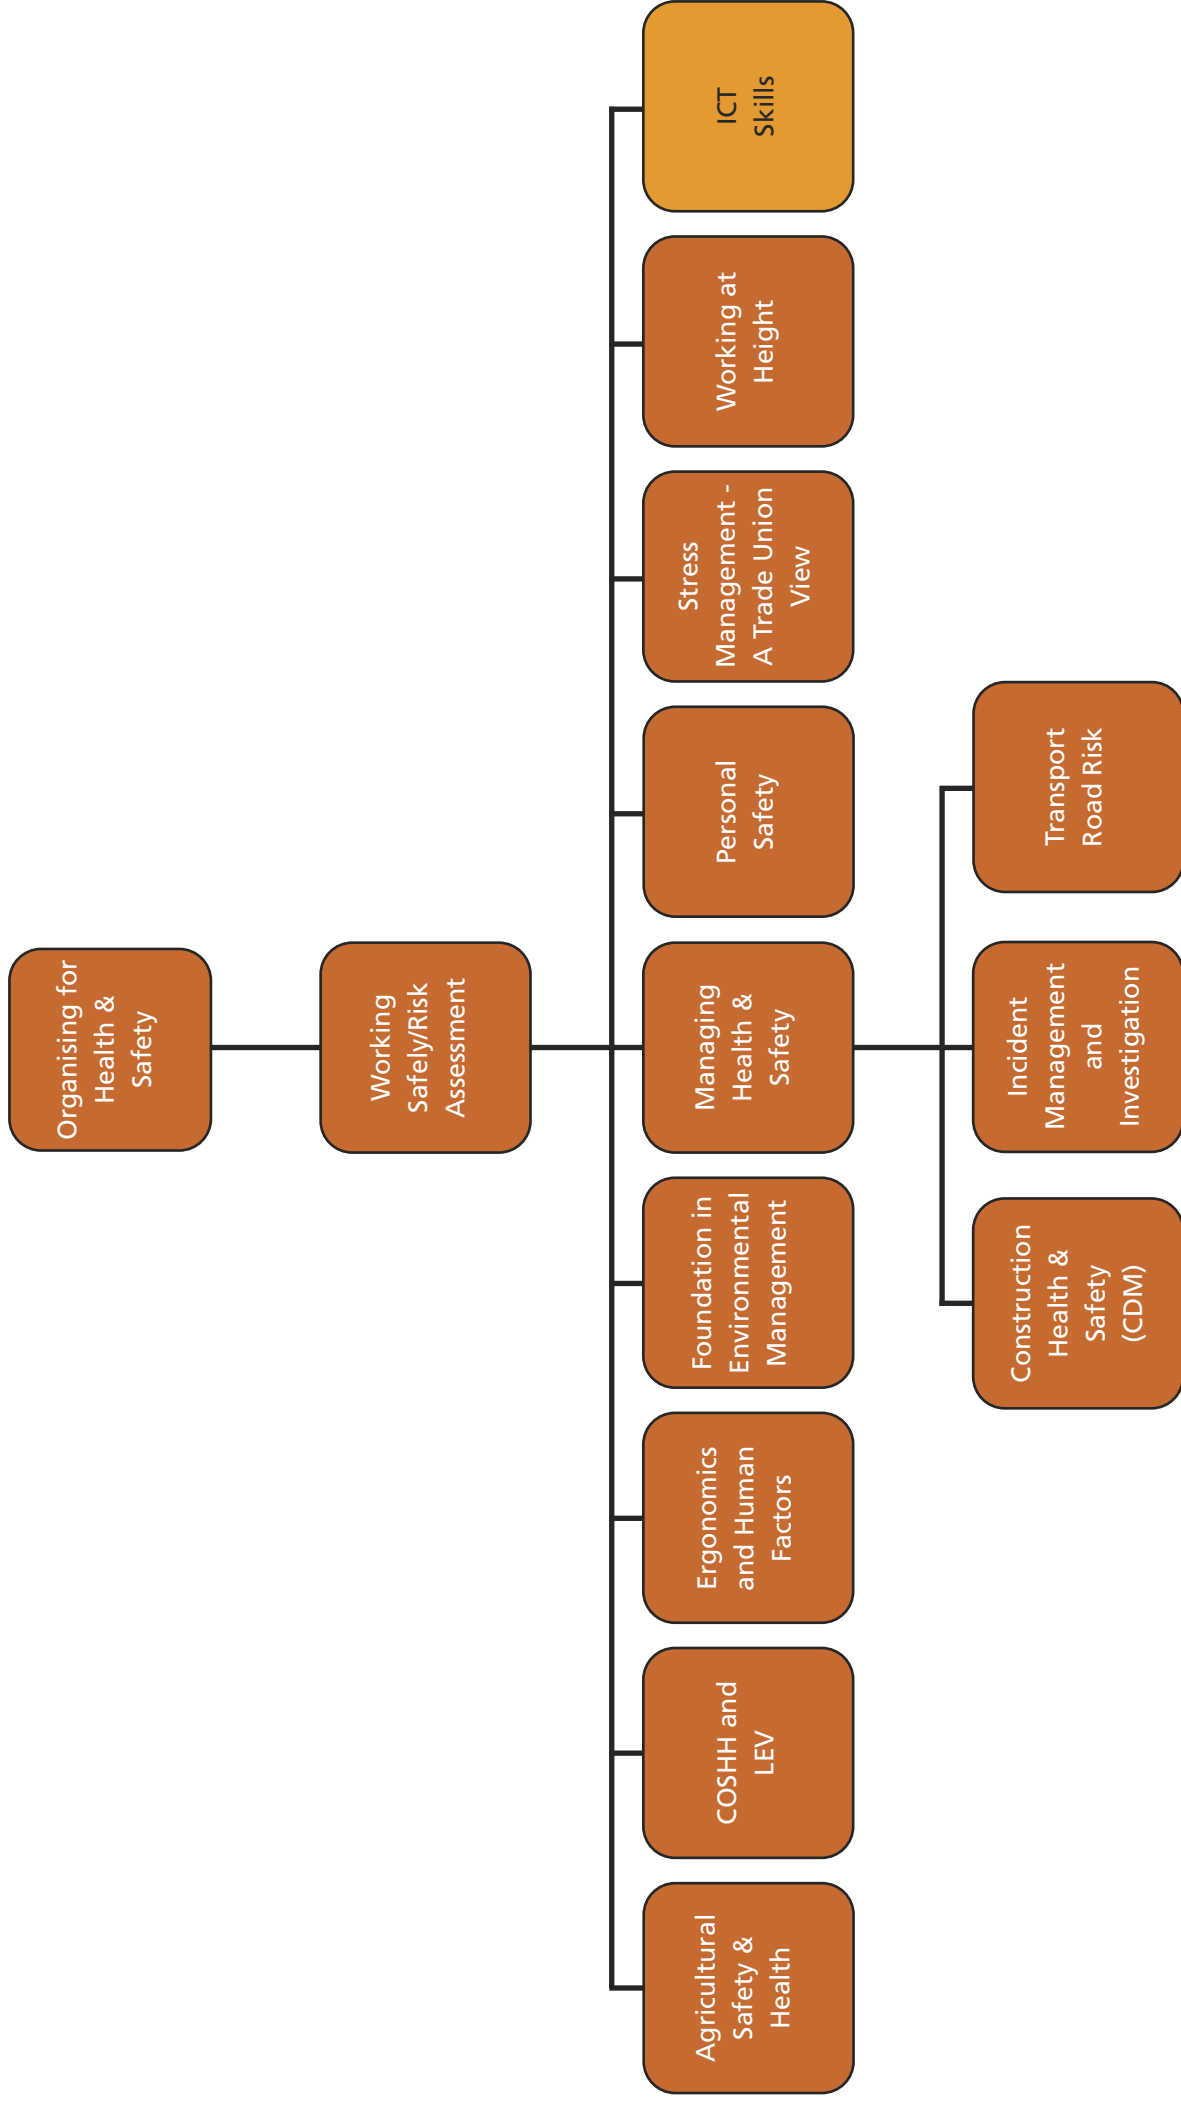 Organising for
Health &
Safety
Working
Safely/Risk
Assessment
Agricultural
Safety &
Health
COSHH and
LEV
Ergonomics
and Human
Factors
Foundation in
Environmental
Management
Managing
Health &
Safety
Personal
Safety
Stress
Management -
A Trade Union
View
Working at
Height
ICT
Skills
Construction
Health &
Safety
(CDM)
Incident
Management
and
Investigation
Transport
Road Risk